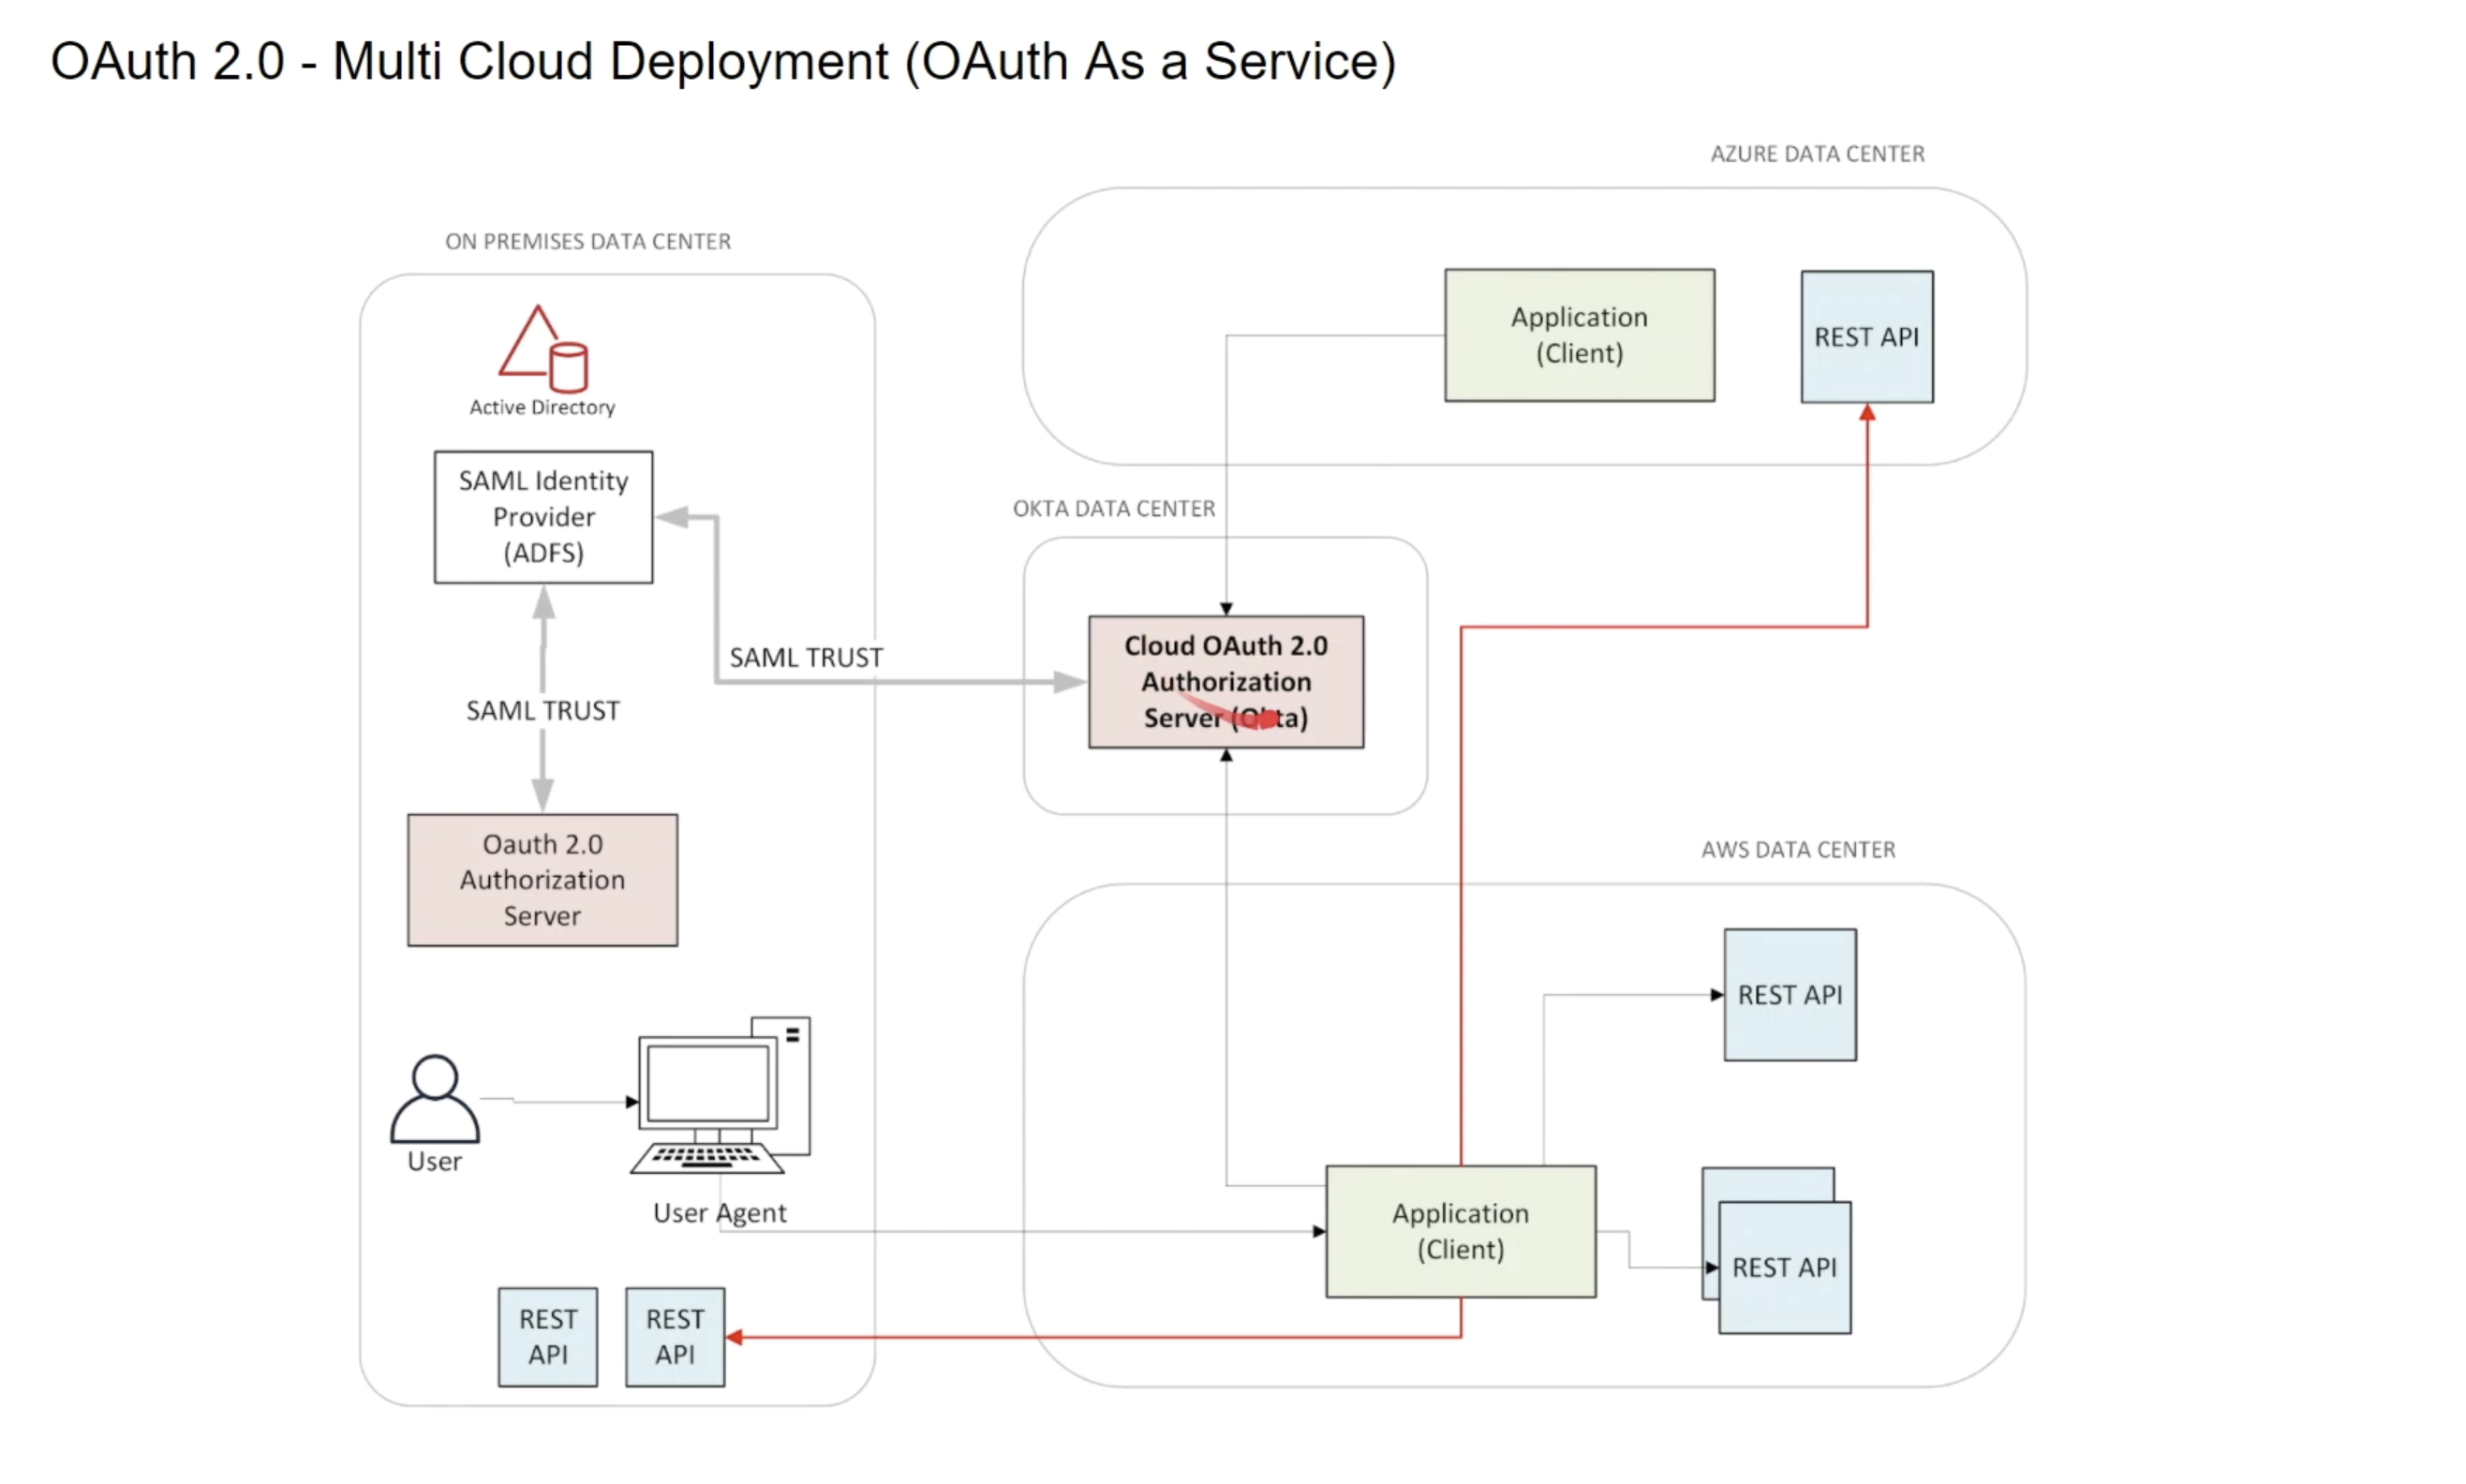 OAuth 2.0 - Multi Cloud Deployment (OAuth As a Service)
AZURE DATA CENTER
ON PREMISES DATA CENTER
Application
(Client)
REST API
Active Directory
SAML Identity
Provider
(ADFS)
OKTA DATA CENTER
SAML TRUST
Cloud OAuth 2.0
Authorization
Server (Okta)
SAML TRUST
Oauth 2.0
Authorization
Server
AWS DATA CENTER
REST API
User
User Agent
Application
(Client)
REST API
REST
API
REST
API